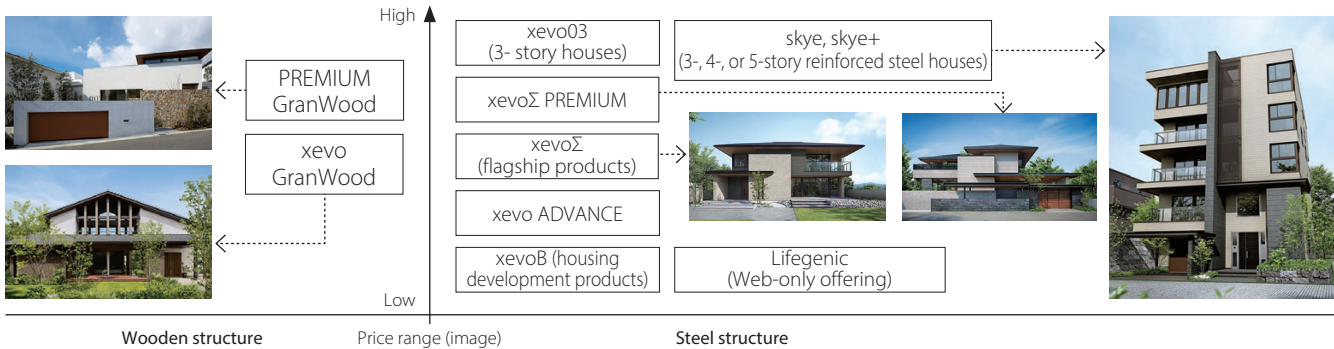 High
xevo03
(3- story houses)
skye, skye+
(3-, 4-, or 5-story reinforced steel houses)
PREMIUM
GranWood
xevoΣ PREMIUM
xevo
GranWood
xevoΣ
(flagship products)
xevo ADVANCE
xevoB (housing
development products)
Lifegenic
(Web-only offering)
Low
Wooden structure
Price range (image)
Steel structure